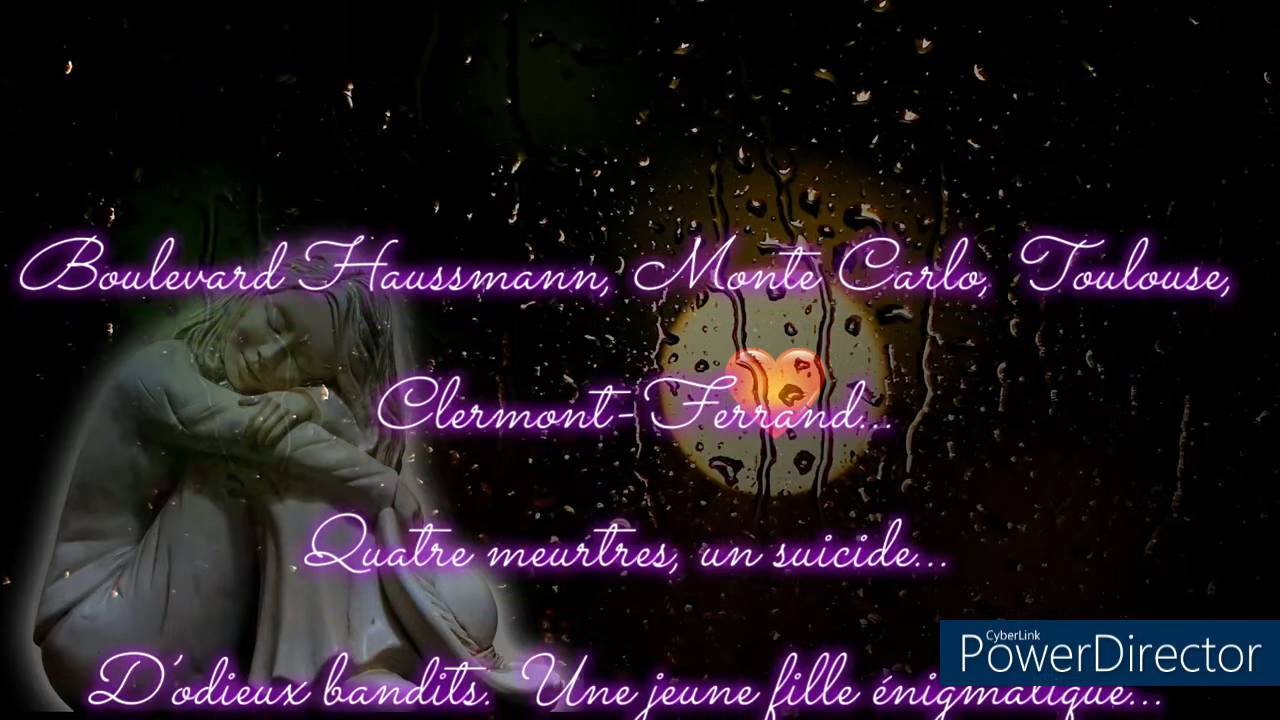 Boulevard Haussmann, Monte Carlo, Toulouse,
Clermont-Ferrand...
Quatre meurtres, un suicide...
D'odieux bandits. Une jeune fille énigmatique...
CyberLink
PowerDirector